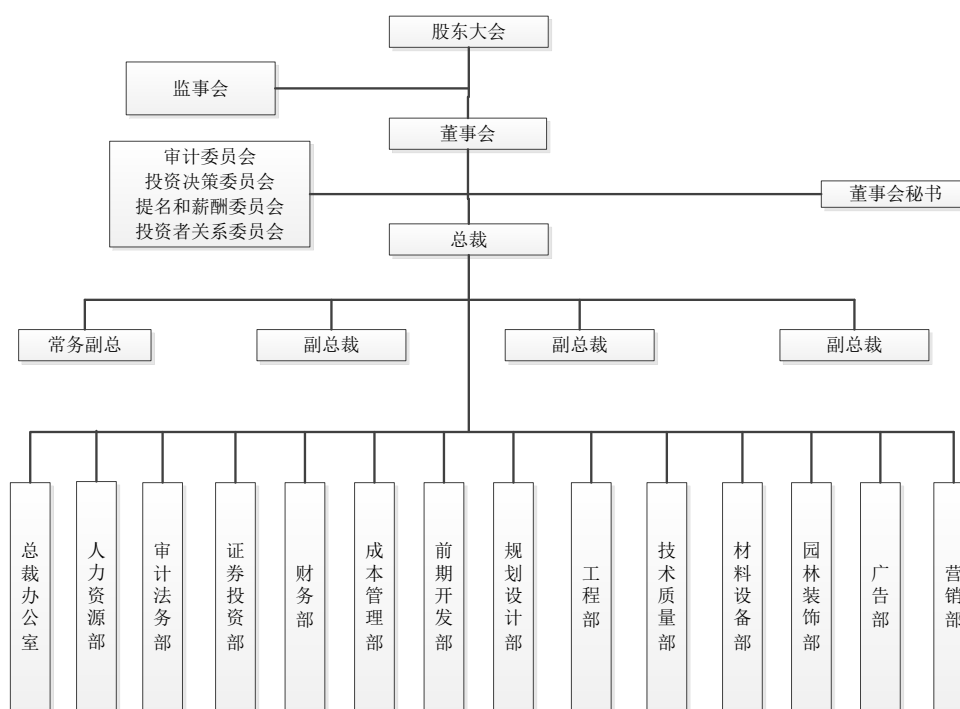 股东大会
监事会
董事会
审计委员会
投资决策委员会
提名和薪酬委员会
投资者关系委员会
董事会秘书
总裁
常务副总
副总裁
副总裁
副总裁
总裁办公室
人力资源部
审计法务部
证券投资部
财务部
成本管理部
前期开发部
规划设计部
工程部
技术质量部
材料设备部
园林装饰部
广告部
营销部